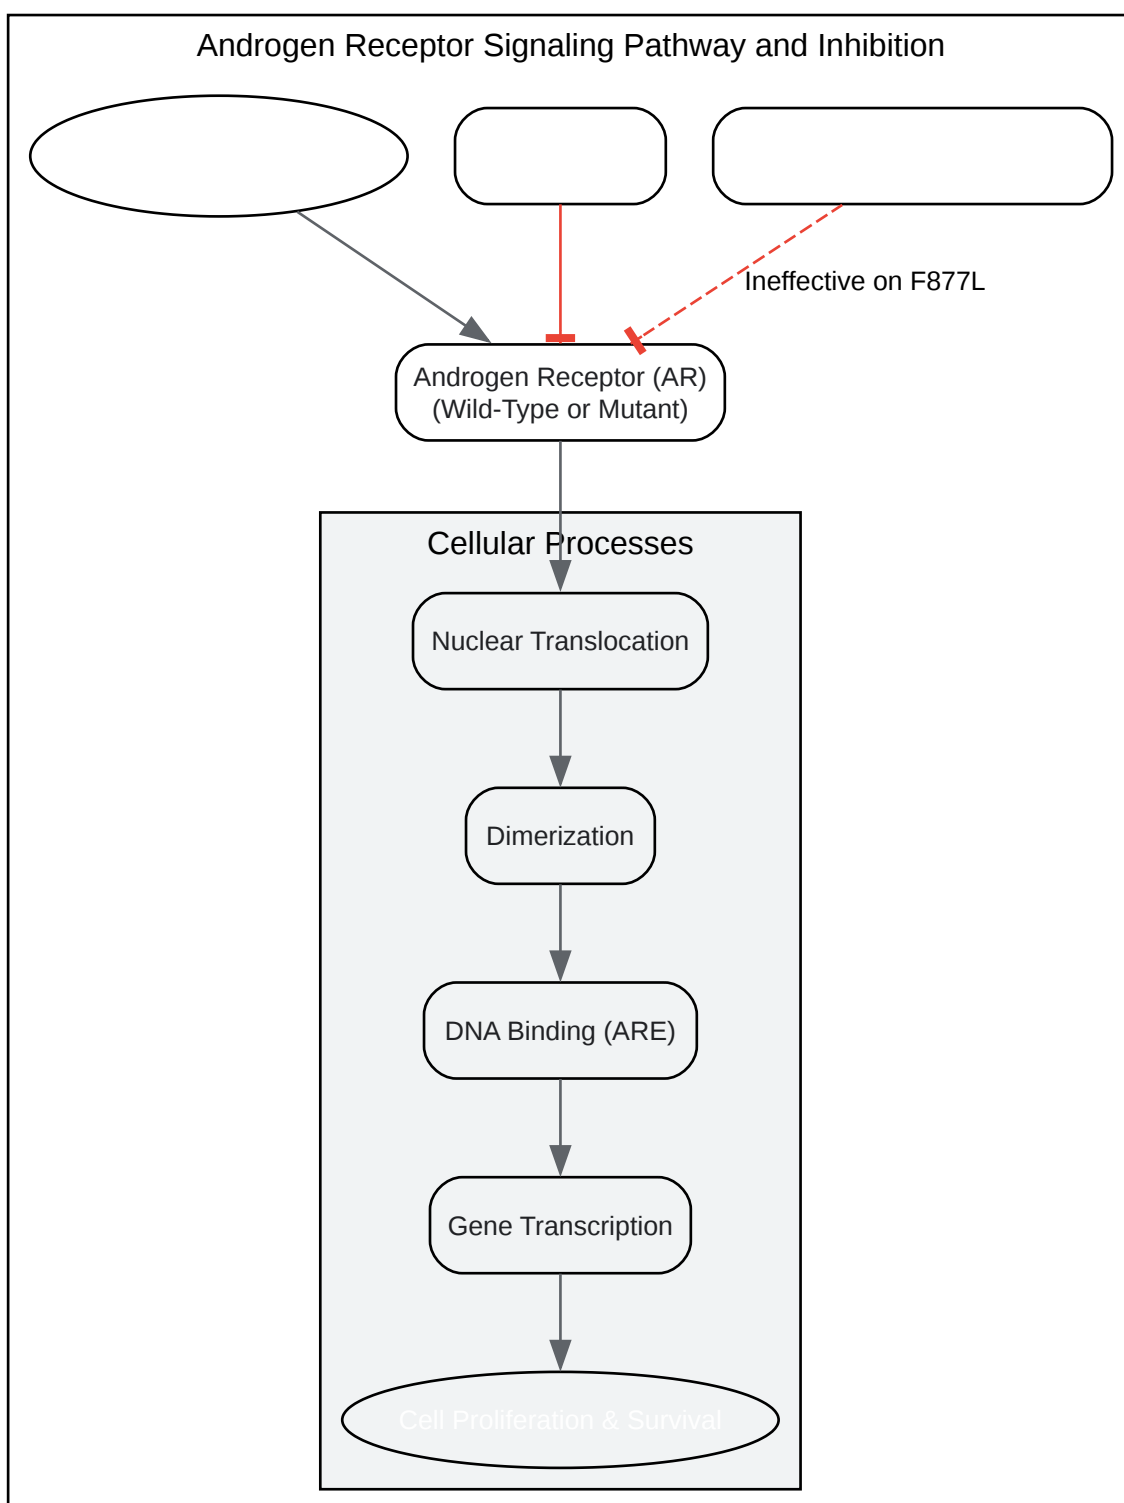 Androgen Receptor Signaling Pathway and Inhibition
Ineffective on F877L
Androgen Receptor (AR)
(Wild-Type or Mutant)
Cellular Processes
Nuclear Translocation
Dimerization
DNA Binding (ARE)
Gene Transcription
Cell Proliferation & Survival